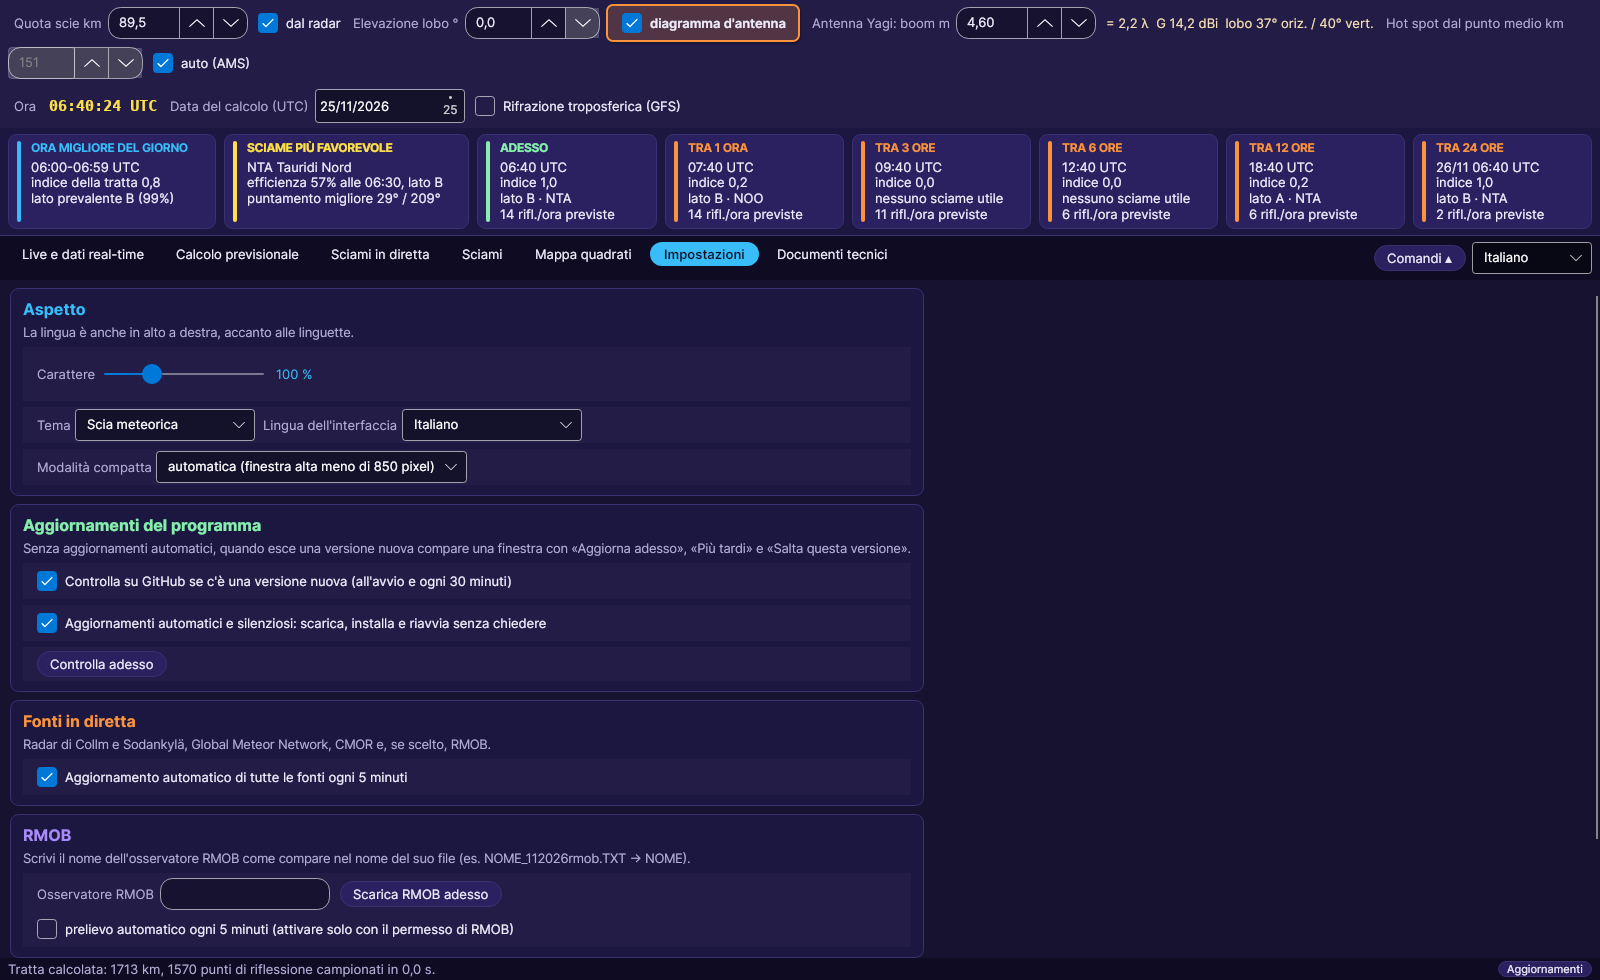 Quota scie km 89,5 dal radar Elevazione lobo ° 0,0 diagramma d'antenna Antenna Yagi: boom m 4,60 = 2,2 λ G 14,2 dBi lobo 37° oriz. / 40° vert. Hot spot dal punto medio km
151 auto (AMS)
Ora 06:40:24 UTC Data del calcolo (UTC) 25/11/2026 25 Rifrazione troposferica (GFS)
ORA MIGLIORE DEL GIORNO
06:00-06:59 UTC
indice della tratta 0,8
lato prevalente B (99%)
SCIAME PIÙ FAVOREVOLE
NTA Tauridi Nord
efficienza 57% alle 06:30, lato B
puntamento migliore 29° / 209°
ADESSO
06:40 UTC
indice 1,0
lato B · NTA
14 rifl./ora previste
TRA 1 ORA
07:40 UTC
indice 0,2
lato B · NOO
14 rifl./ora previste
TRA 3 ORE
09:40 UTC
indice 0,0
nessuno sciame utile
11 rifl./ora previste
TRA 6 ORE
12:40 UTC
indice 0,0
nessuno sciame utile
6 rifl./ora previste
TRA 12 ORE
18:40 UTC
indice 0,2
lato A · NTA
6 rifl./ora previste
TRA 24 ORE
26/11 06:40 UTC
indice 1,0
lato B · NTA
2 rifl./ora previste
Live e dati real-time Calcolo previsionale Sciami in diretta Sciami Mappa quadrati Impostazioni Documenti tecnici Comandi ▴ Italiano
Aspetto
La lingua è anche in alto a destra, accanto alle linguette.
Carattere 100 %
Tema Scia meteorica Lingua dell'interfaccia Italiano
Modalità compatta automatica (finestra alta meno di 850 pixel)
Aggiornamenti del programma
Senza aggiornamenti automatici, quando esce una versione nuova compare una finestra con «Aggiorna adesso», «Più tardi» e «Salta questa versione».
Controlla su GitHub se c'è una versione nuova (all'avvio e ogni 30 minuti)
Aggiornamenti automatici e silenziosi: scarica, installa e riavvia senza chiedere
Controlla adesso
Fonti in diretta
Radar di Collm e Sodankylä, Global Meteor Network, CMOR e, se scelto, RMOB.
Aggiornamento automatico di tutte le fonti ogni 5 minuti
RMOB
Scrivi il nome dell'osservatore RMOB come compare nel nome del suo file (es. NOME_112026rmob.TXT → NOME).
Osservatore RMOB Scarica RMOB adesso
prelievo automatico ogni 5 minuti (attivare solo con il permesso di RMOB)
Tratta calcolata: 1713 km, 1570 punti di riflessione campionati in 0,0 s. Aggiornamenti